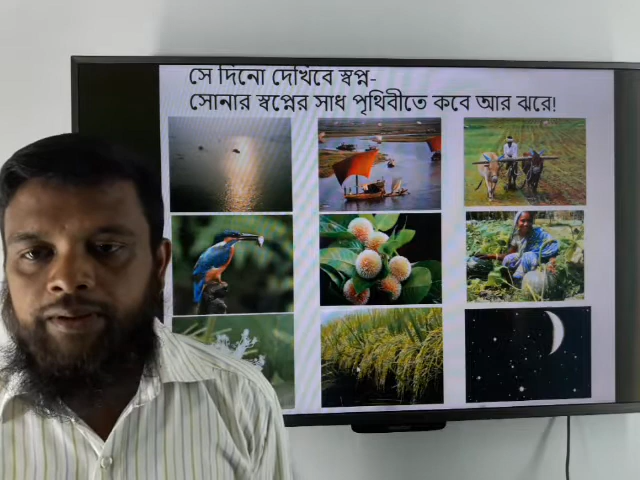 সে দিনো দেখিবে স্বপ্ন-
সোনার স্বপ্নের সাধ পৃথিবীতে কবে আর ঝরে!